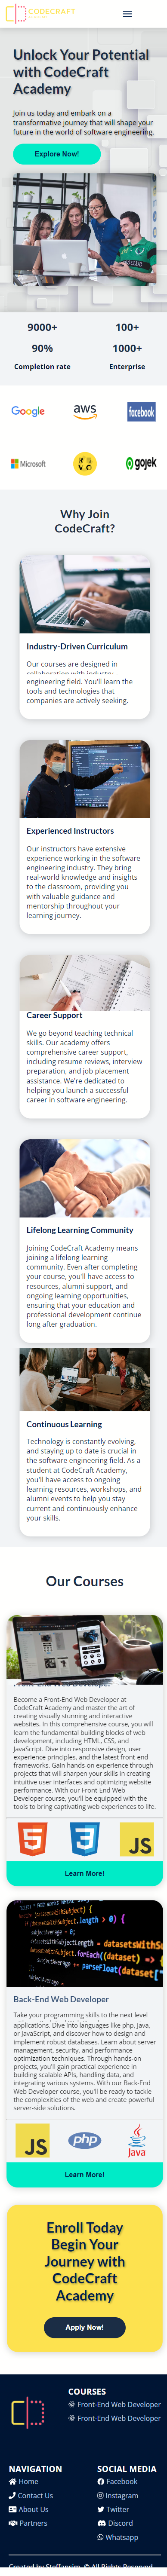 CODECRAFT
Unlock Your Potential
with CodeCraft
Academy
Join us today and embark on a
transformative journey that will shape your
future in the world of software engineering.
Explore Now!
9000+
100+
90%
1000+
Completion rate
Enterprise
Google
aws
facebook
Microsoft
gojek
Why Join
CodeCraft?
Industry-Driven Curriculum
Our courses are designed in
collaboration with industry -
engineering field. You'll learn the
tools and technologies that
companies are actively seeking.
Experienced Instructors
Our instructors have extensive
experience working in the software
engineering industry. They bring
real-world knowledge and insights
to the classroom, providing you
with valuable guidance and
mentorship throughout your
learning journey.
Career Support
We go beyond teaching technical
skills. Our academy offers
comprehensive career support,
including resume reviews, interview
preparation, and job placement
assistance. We're dedicated to
helping you launch a successful
career in software engineering.
Lifelong Learning Community
Joining CodeCraft Academy means
joining a lifelong learning
community. Even after completing
your course, you'll have access to
resources, alumni support, and
ongoing learning opportunities,
ensuring that your education and
professional development continue
long after graduation.
Continuous Learning
Technology is constantly evolving,
and staying up to date is crucial in
the software engineering field. As a
student at CodeCraft Academy,
you'll have access to ongoing
learning resources, workshops, and
alumni events to help you stay
current and continuously enhance
your skills.
Our Courses
Front-End Web Developer
Become a Front-End Web Developer at
CodeCraft Academy and master the art of
creating visually stunning and interactive
websites. In this comprehensive course, you will
learn the fundamental building blocks of web
development, including HTML, CSS, and
JavaScript. Dive into responsive design, user
experience principles, and the latest front-end
frameworks. Gain hands-on experience through
projects that will sharpen your skills in creating
intuitive user interfaces and optimizing website
performance. With our Front-End Web
Developer course, you'll be equipped with the
tools to bring captivating web experiences to life.
JS
Learn More!
Back-End Web Developer
Take your programming skills to the next level
applications. Dive into languages like php, Java,
or JavaScript, and discover how to design and
implement robust databases. Learn about server
management, security, and performance
optimization techniques. Through hands-on
projects, you'll gain practical experience in
building scalable APIs, handling data, and
integrating various systems. With our Back-End
Web Developer course, you'll be ready to tackle
the complexities of the web and create powerful
server-side solutions.
JS
php
Java
Learn More!
Enroll Today
Begin Your
Journey with
CodeCraft
Academy
Apply Now!
COURSES
Front-End Web Developer
Front-End Web Developer
NAVIGATION
Home
Contact Us
About Us
Partners
SOCIAL MEDIA
Facebook
Instagram
Twitter
Discord
Whatsapp